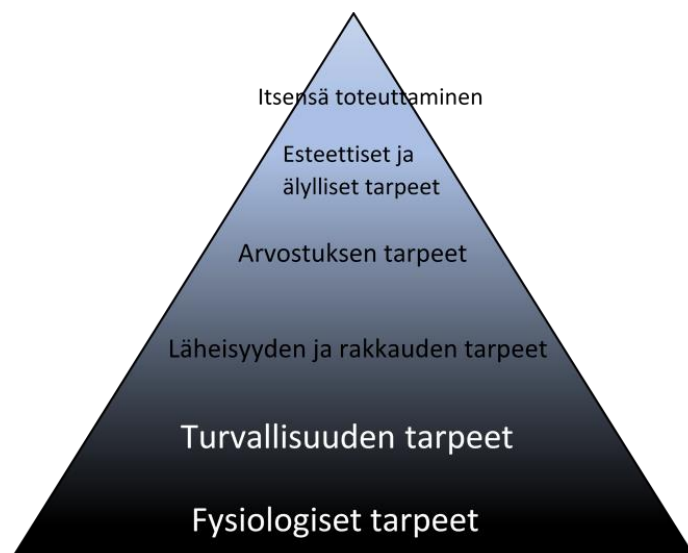 Itsensä toteuttaminen
Esteettiset ja
älylliset tarpeet
Arvostuksen tarpeet
Läheisyyden ja rakkauden tarpeet
Turvallisuuden tarpeet
Fysiologiset tarpeet